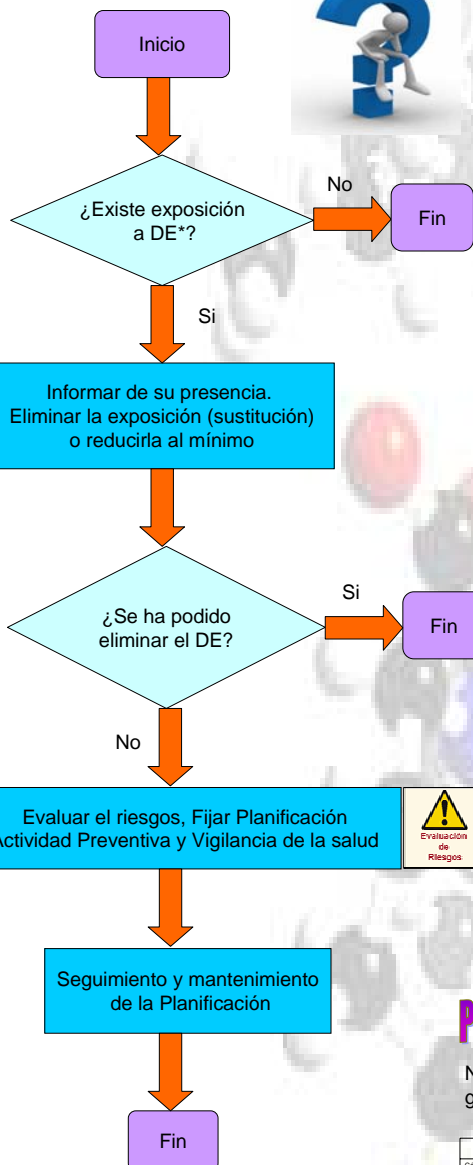 Inicio
¿Existe exposición
a DE*?
No
Fin
Si
Informar de su presencia.
Eliminar la exposición (sustitución)
o reducirla al mínimo
¿Se ha podido
eliminar el DE?
Si
Fin
No
Evaluar el riesgos, Fijar Planificación
Actividad Preventiva y Vigilancia de la salud
Evaluación
de
Riesgos
Seguimiento y mantenimiento
de la Planificación
P
N
g
Fin